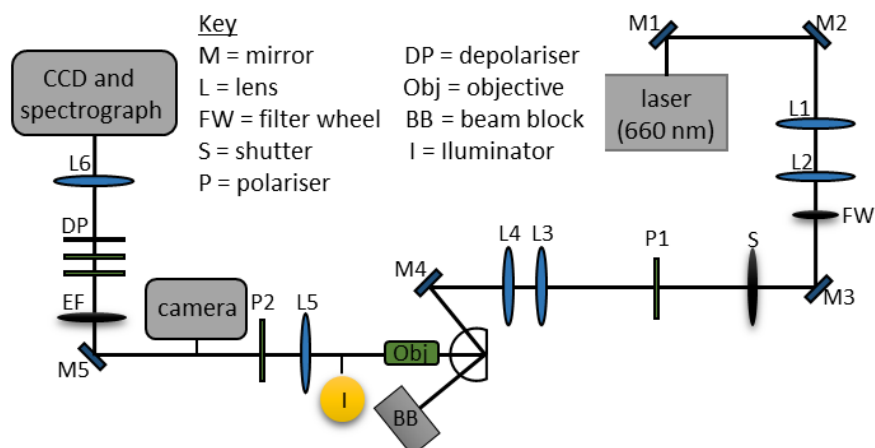 Key
M = mirror
L = lens
FW = filter wheel
S = shutter
P = polariser
DP = depolariser
Obj = objective
BB = beam block
I = Iluminator
CCD and
spectrograph
L6
DP
EF
M5
camera
P2
L5
I
Obj
BB
M4
L4
L3
P1
S
M3
FW
L2
L1
M2
M1
laser
(660 nm)